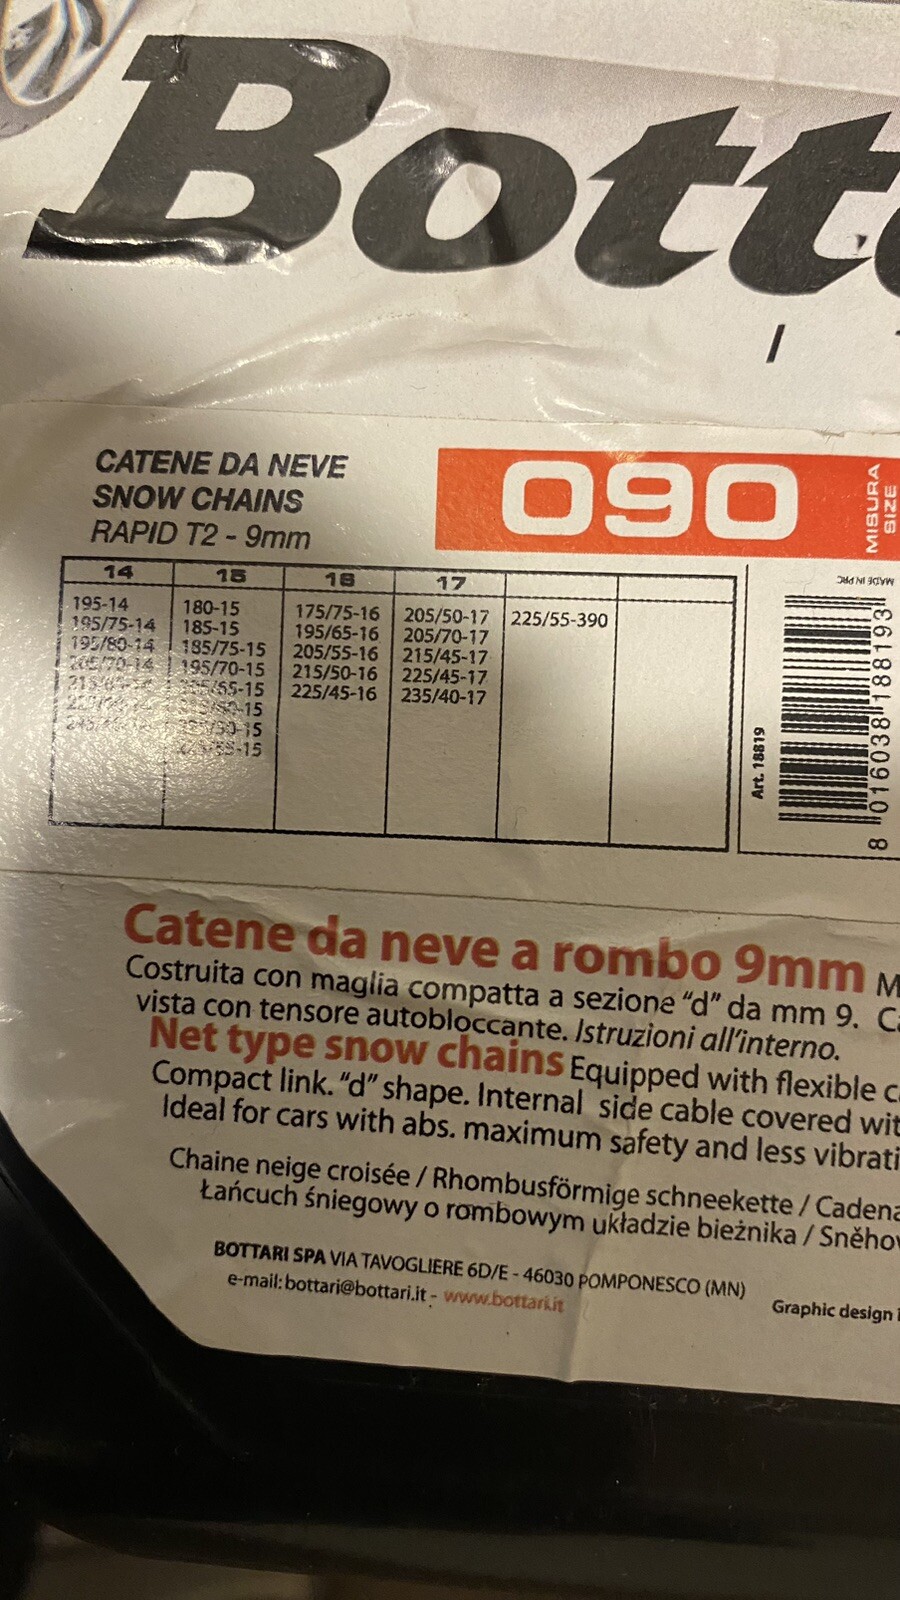 Bott
I
CATENE DA NEVE
SNOW CHAINS
RAPID T2 - 9mm
090
MISURA
SIZE
MADE IN PRC
14 15 16 17
195-14 180-15 175/75-16 205/50-17 225/55-390
195/75-14 185-15 195/65-16 205/70-17
195/80-14 185/75-15 205/55-16 215/45-17
205/70-14 195/70-15 215/50-16 225/45-17
225/45-16 235/40-17
Art. 18819
8 016038 188193
Catene da neve a rombo 9mm M
Costruita con maglia compatta a sezione "d" da mm 9. Ca
vista con tensore autobloccante. Istruzioni all'interno.
Net type snow chains Equipped with flexible c
Compact link. "d" shape. Internal side cable covered wit
Ideal for cars with abs. maximum safety and less vibrati
Chaine neige croisée / Rhombusförmige schneekette / Cadena
Łańcuch śniegowy o rombowym układzie bieżnika / Sněhov
BOTTARI SPA VIA TAVOGLIERE 6D/E - 46030 POMPONESCO (MN)
e-mail: bottari@bottari.it - www.bottari.it
Graphic design